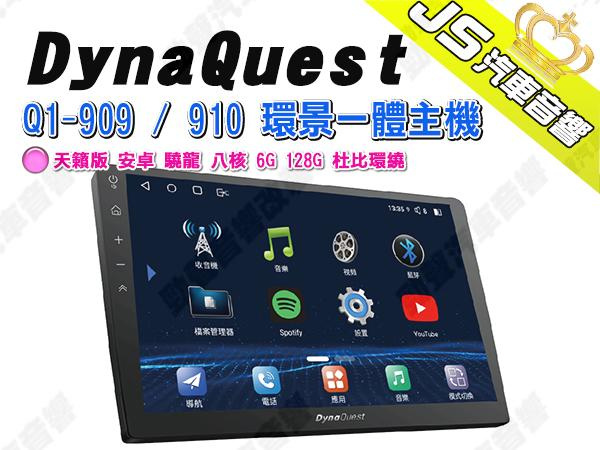 DynaQuest
JS汽車音響
Q1-909 / 910 環景一體主機
天籟版 安卓 驍龍 八核 6G 128G 杜比環繞
13:35
收音機 音樂 視頻 藍芽
檔案管理器 Spotify 設置 YouTube
導航 電話 應用 音樂 模式切換
DynaQuest